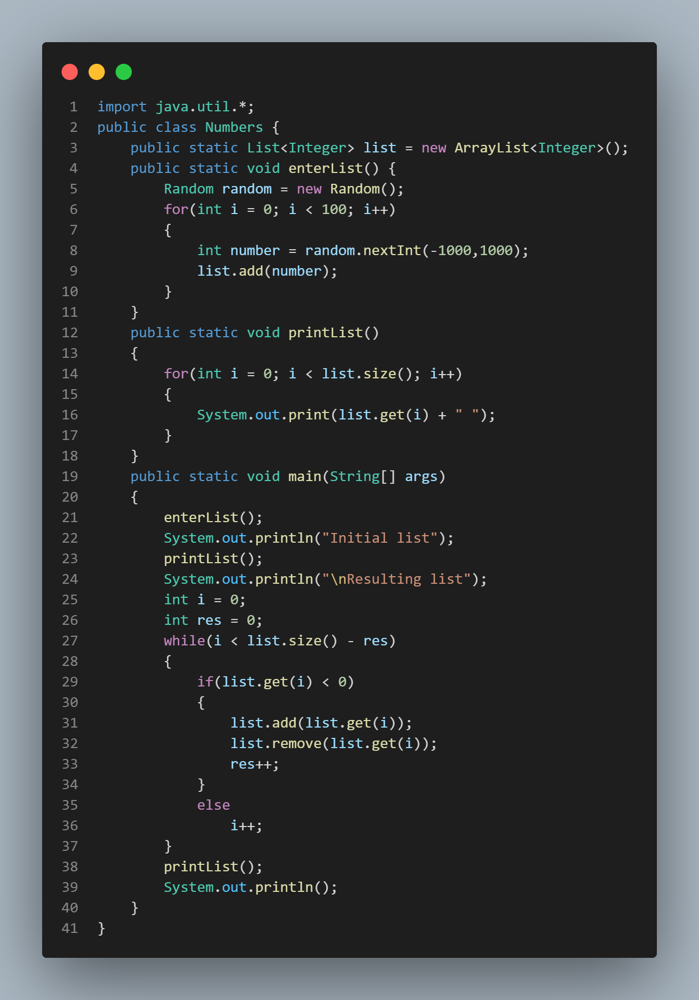 1 import java.util.*;
2 public class Numbers {
3     public static List<Integer> list = new ArrayList<Integer>();
4     public static void enterList() {
5         Random random = new Random();
6         for(int i = 0; i < 100; i++)
7         {
8             int number = random.nextInt(-1000,1000);
9             list.add(number);
10         }
11     }
12     public static void printList()
13     {
14         for(int i = 0; i < list.size(); i++)
15         {
16             System.out.print(list.get(i) + " ");
17         }
18     }
19     public static void main(String[] args)
20     {
21         enterList();
22         System.out.println("Initial list");
23         printList();
24         System.out.println("\nResulting list");
25         int i = 0;
26         int res = 0;
27         while(i < list.size() - res)
28         {
29             if(list.get(i) < 0)
30             {
31                 list.add(list.get(i));
32                 list.remove(list.get(i));
33                 res++;
34             }
35             else
36                 i++;
37         }
38         printList();
39         System.out.println();
40     }
41 }